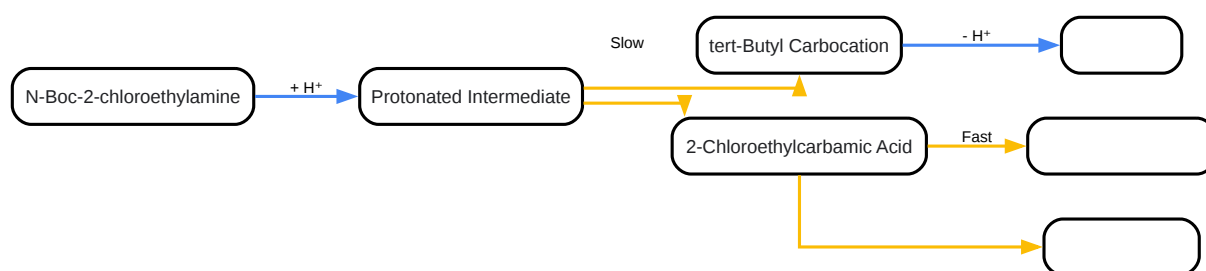 Slow
tert-Butyl Carbocation
- H⁺
N-Boc-2-chloroethylamine
+ H⁺
Protonated Intermediate
2-Chloroethylcarbamic Acid
Fast